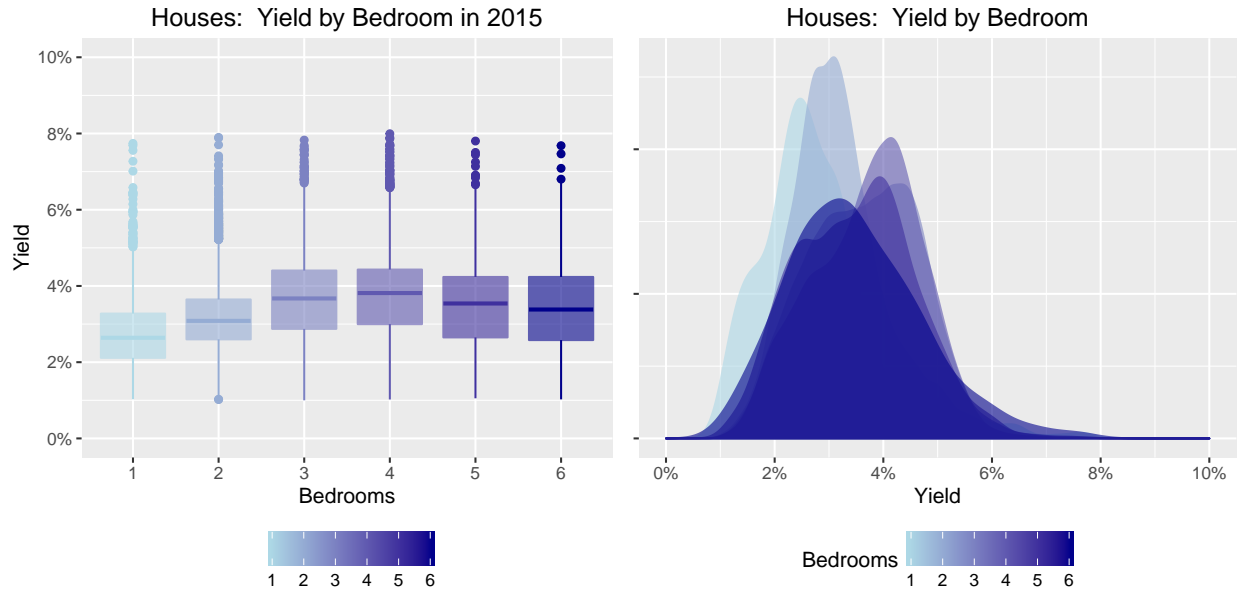 Houses:  Yield by Bedroom in 2015
10%
8%
6%
4%
2%
0%
Yield
1 2 3 4 5 6
Bedrooms
1 2 3 4 5 6
Houses:  Yield by Bedroom
0% 2% 4% 6% 8% 10%
Yield
Bedrooms
1 2 3 4 5 6